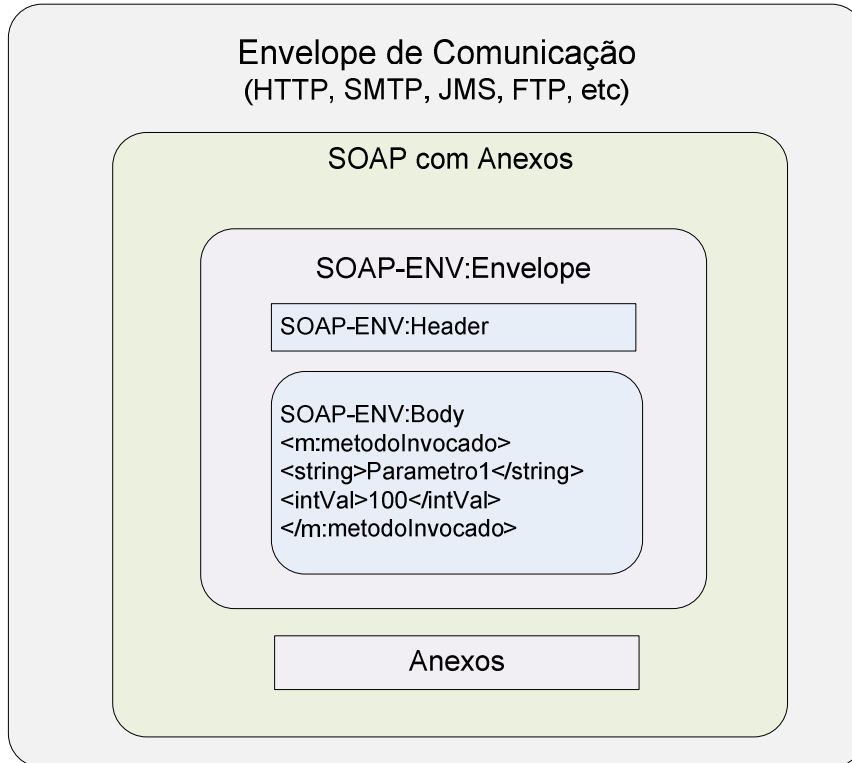 Envelope de Comunicação
(HTTP, SMTP, JMS, FTP, etc)
SOAP com Anexos
SOAP-ENV:Envelope
SOAP-ENV:Header
SOAP-ENV:Body
<m:metodoInvocado>
<string>Parametro1</string>
<intVal>100</intVal>
</m:metodoInvocado>
Anexos